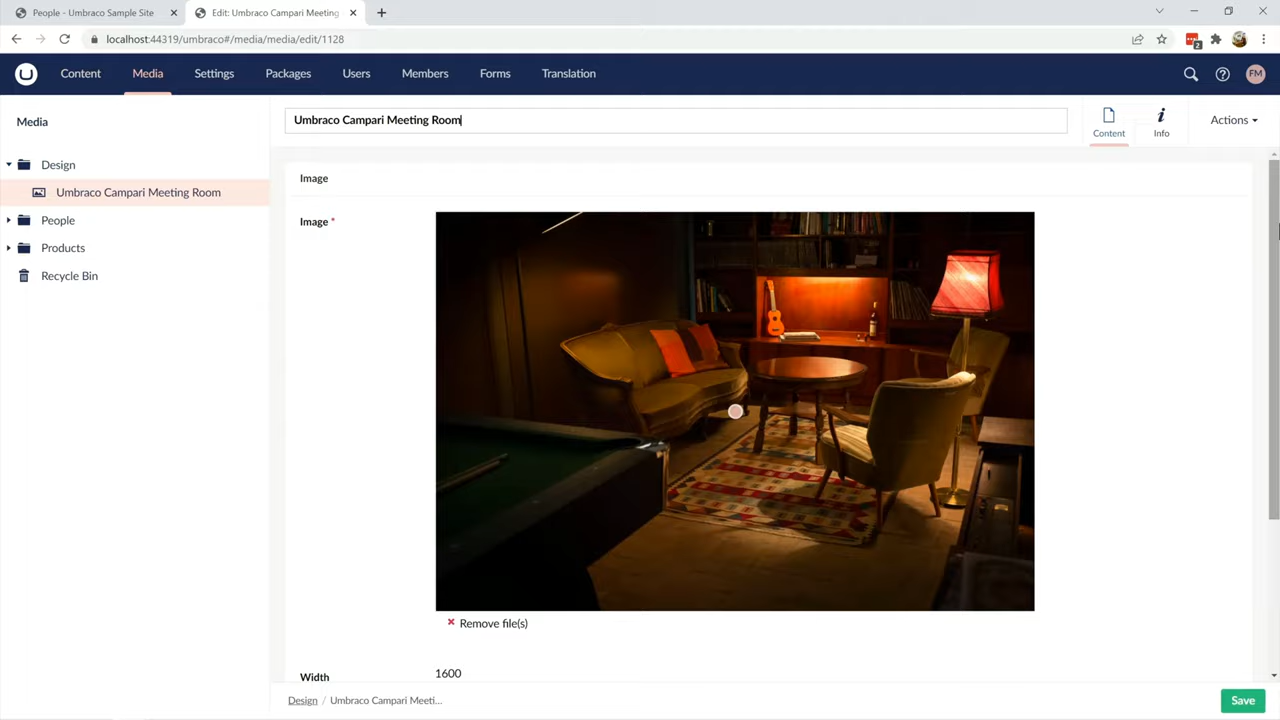 People - Umbraco Sample Site
Edit: Umbraco Campari Meeting
localhost:44319/umbraco#/media/media/edit/1128
2
Content Media Settings Packages Users Members Forms Translation
FM
Media
Design
Umbraco Campari Meeting Room
People
Products
Recycle Bin
Umbraco Campari Meeting Room
Content
Info
Actions
Image
Image *
Remove file(s)
Width
1600
Design / Umbraco Campari Meeti...
Save